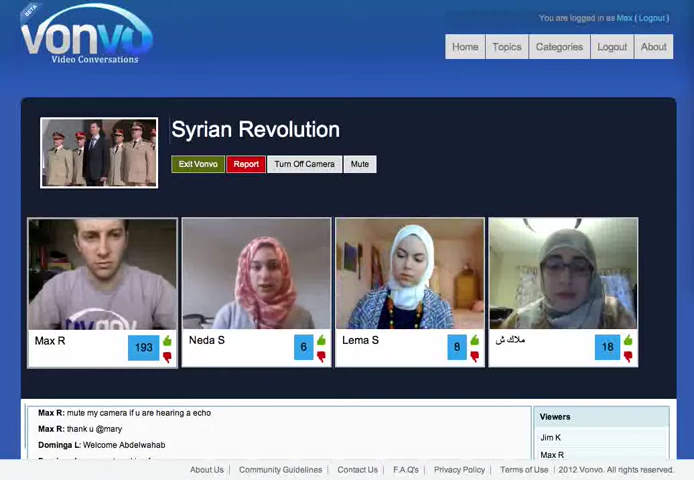 BETA
vonvo
Video Conversations
You are logged in as Max ( Logout )
Home Topics Categories Logout About
Syrian Revolution
Exit Vonvo Report Turn Off Camera Mute
Max R 193
Neda S 6
Lema S 8
ملاك ش 18
Max R: mute my camera if u are hearing a echo
Max R: thank u @mary
Dominga L: Welcome Abdelwahab
Viewers
Jim K
Max R
About Us | Community Guidelines | Contact Us | F.A.Q's | Privacy Policy | Terms of Use | 2012 Vonvo. All rights reserved.